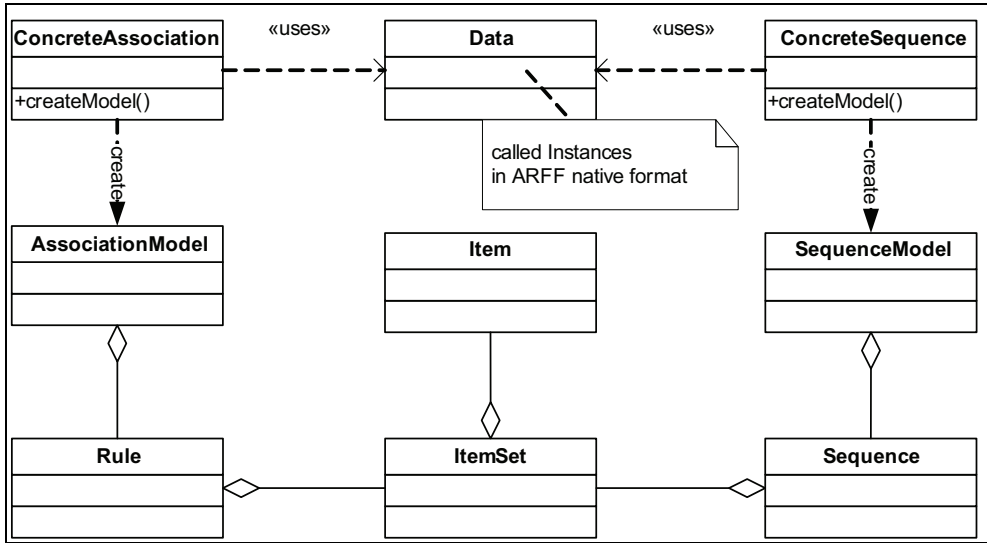 ConcreteAssociation
«uses»
Data
«uses»
ConcreteSequence
+createModel()
+createModel()
called Instances
in ARFF native format
create
create
AssociationModel
Item
SequenceModel
Rule
ItemSet
Sequence